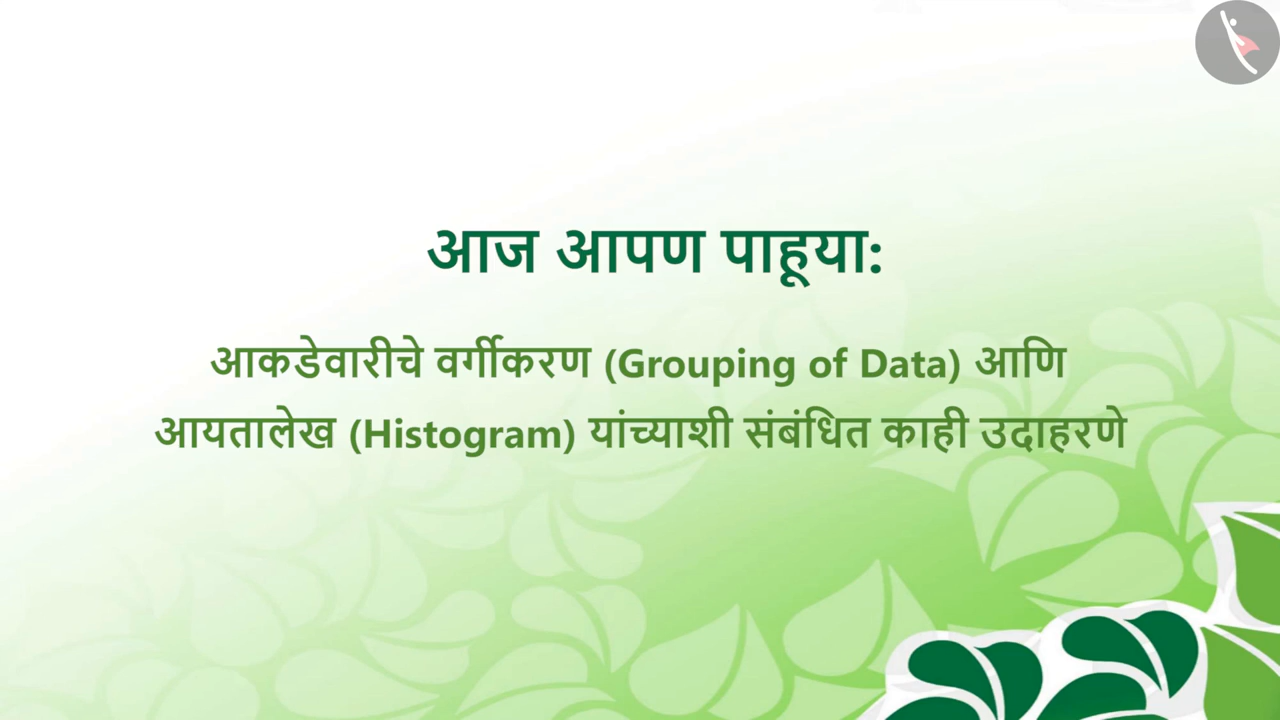 आज आपण पाहूया:
आकडेवारीचे वर्गीकरण (Grouping of Data) आणि
आयतालेख (Histogram) यांच्याशी संबंधित काही उदाहरणे